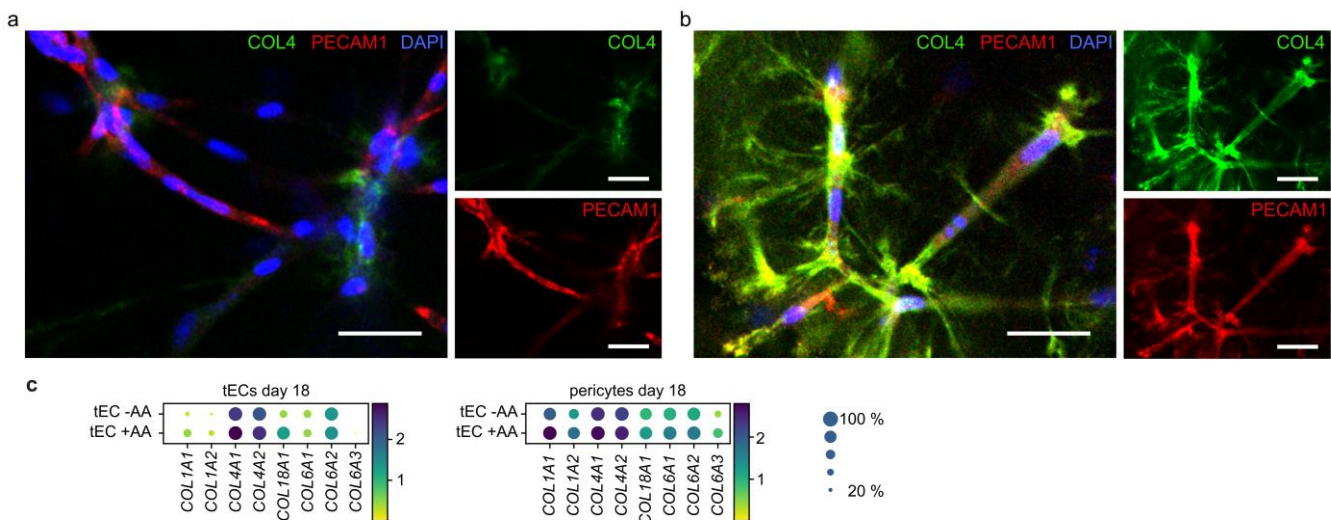 a
COL4 PECAM1 DAPI
COL4
PECAM1
b
COL4 PECAM1 DAPI
COL4
PECAM1
c
tECs day 18
tEC -AA
tEC +AA
COL1A1
COL1A2
COL4A1
COL4A2
COL18A1
COL6A1
COL6A2
COL6A3
2
1
pericytes day 18
tEC -AA
tEC +AA
COL1A1
COL1A2
COL4A1
COL4A2
COL18A1
COL6A1
COL6A2
COL6A3
2
1
100 %
20 %